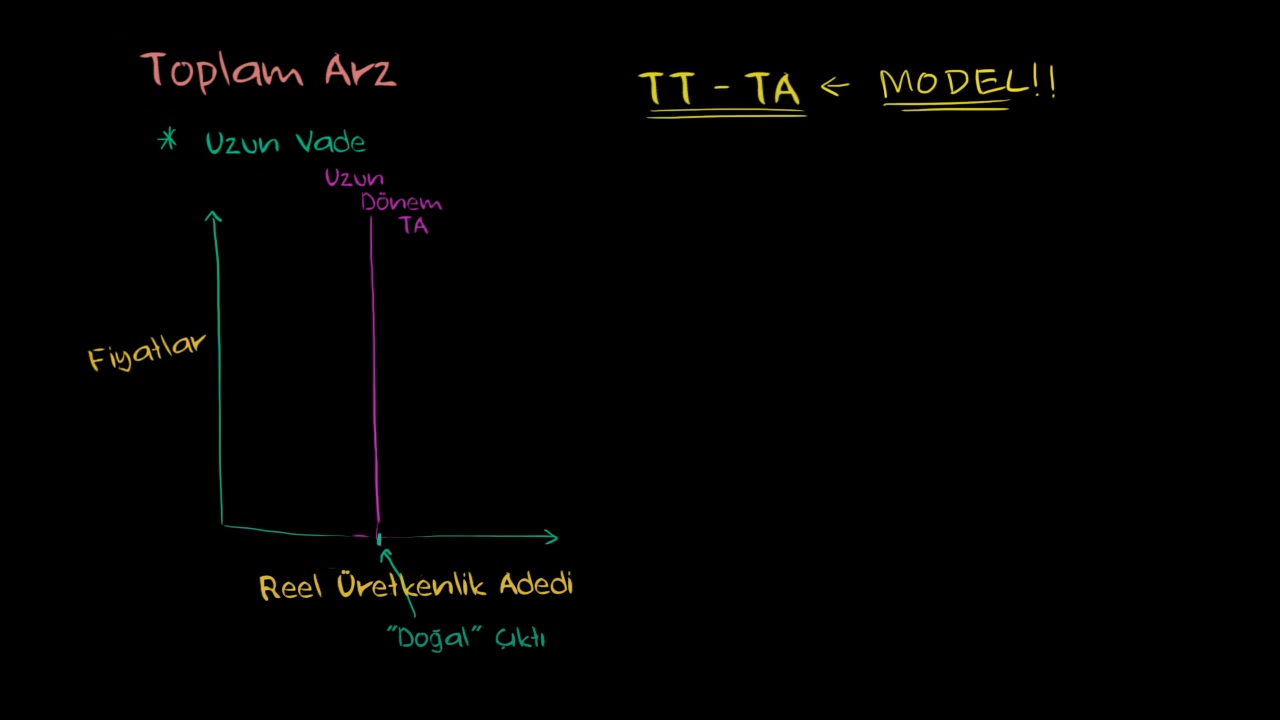 Toplam Arz
TT - TA ← MODEL!!
* Uzun Vade
Uzun
Dönem
TA
Fiyatlar
Reel Üretkenlik Adedi
"Doğal" Çıktı